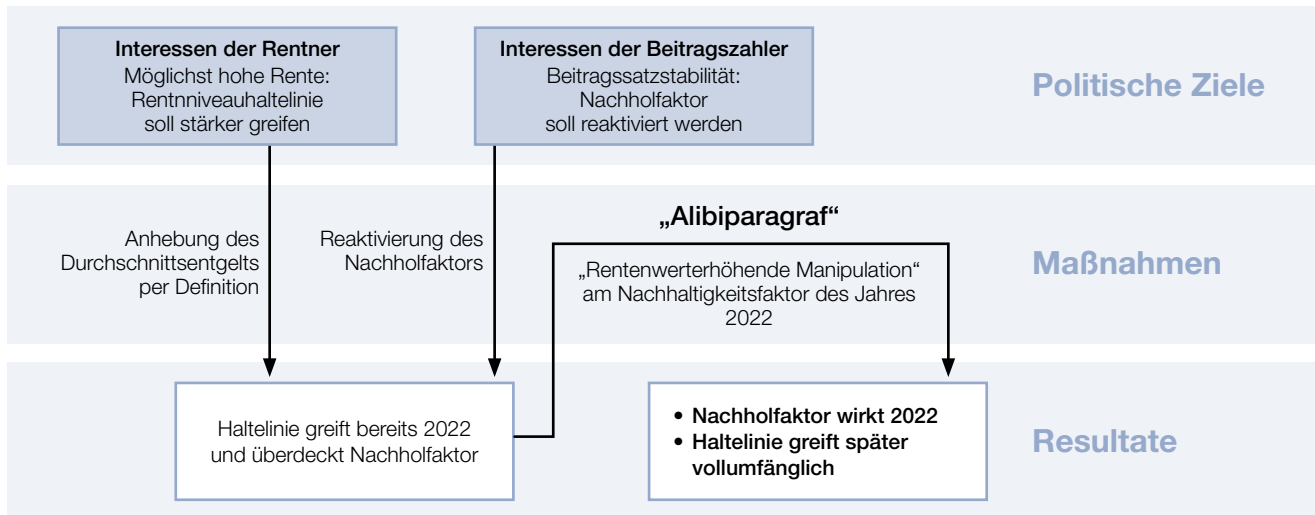 Interessen der Rentner
Möglichst hohe Rente:
Rentnniveauhaltelinie
soll stärker greifen
Interessen der Beitragszahler
Beitragssatzstabilität:
Nachholfaktor
soll reaktiviert werden
Politische Ziele
Anhebung des
Durchschnittsentgelts
per Definition
Reaktivierung des
Nachholfaktors
„Alibiparagraf“
„Rentenwerterhöhende Manipulation“
am Nachhaltigkeitsfaktor des Jahres
2022
Maßnahmen
Haltelinie greift bereits 2022
und überdeckt Nachholfaktor
• Nachholfaktor wirkt 2022
• Haltelinie greift später
vollumfänglich
Resultate